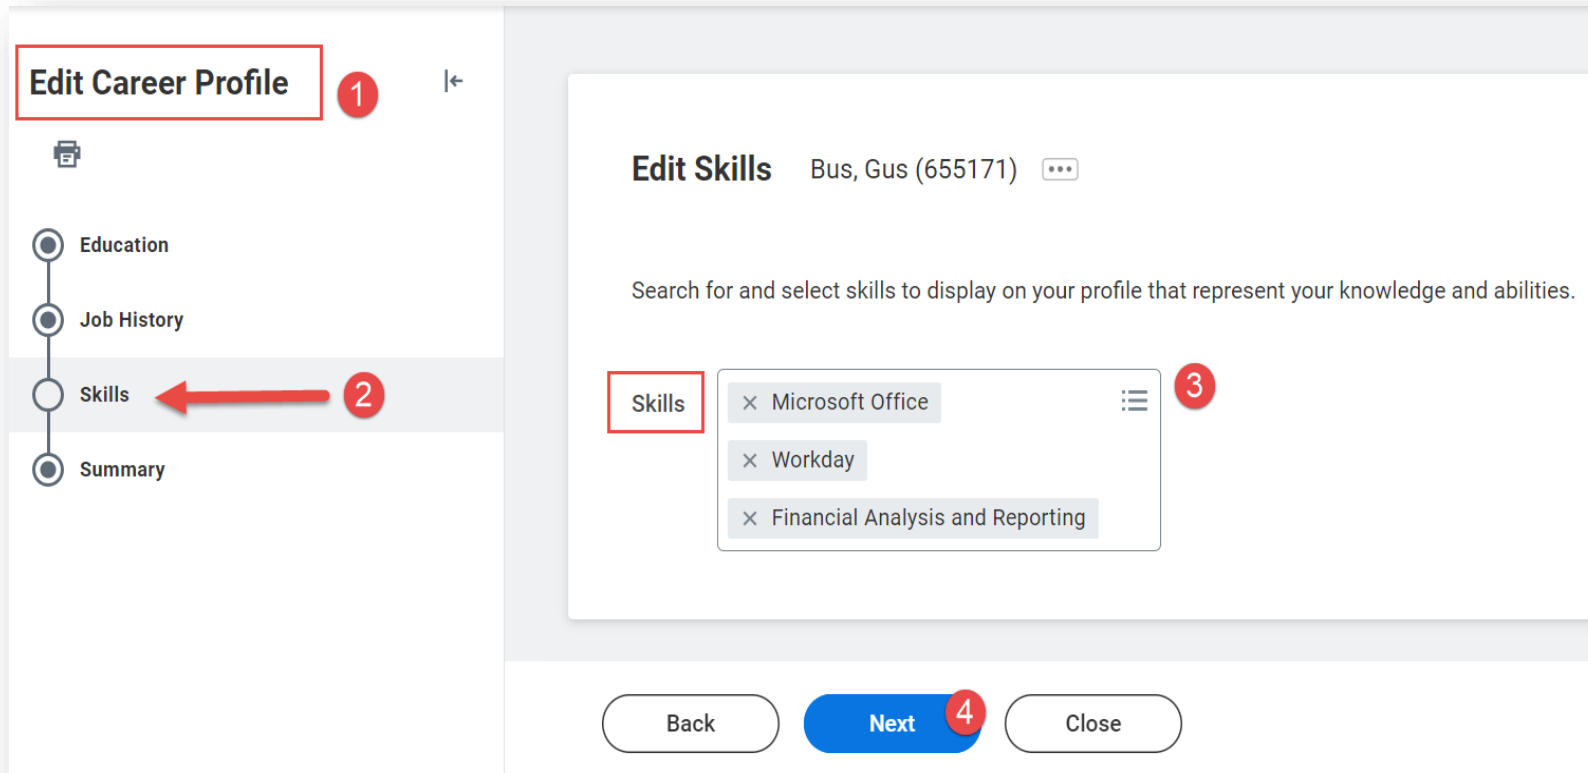 Edit Career Profile
1
Education
Job History
Skills
2
Summary
Edit Skills Bus, Gus (655171)
Search for and select skills to display on your profile that represent your knowledge and abilities.
Skills
Microsoft Office
3
Workday
Financial Analysis and Reporting
Back
Next
4
Close